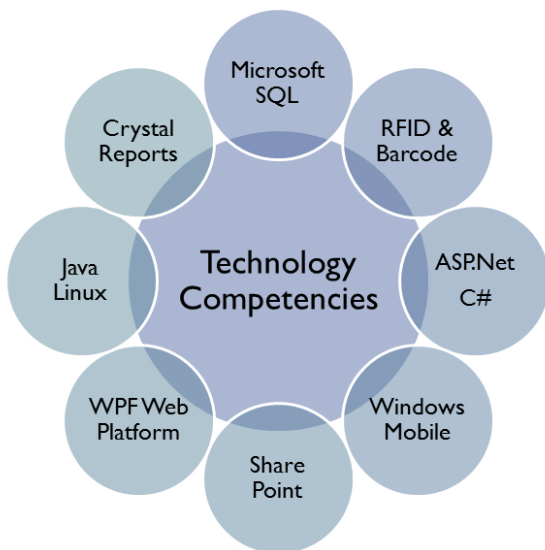 Microsoft
SQL
RFID &
Barcode
ASP.Net
C#
Windows
Mobile
Share
Point
WPF Web
Platform
Java
Linux
Crystal
Reports
Technology
Competencies